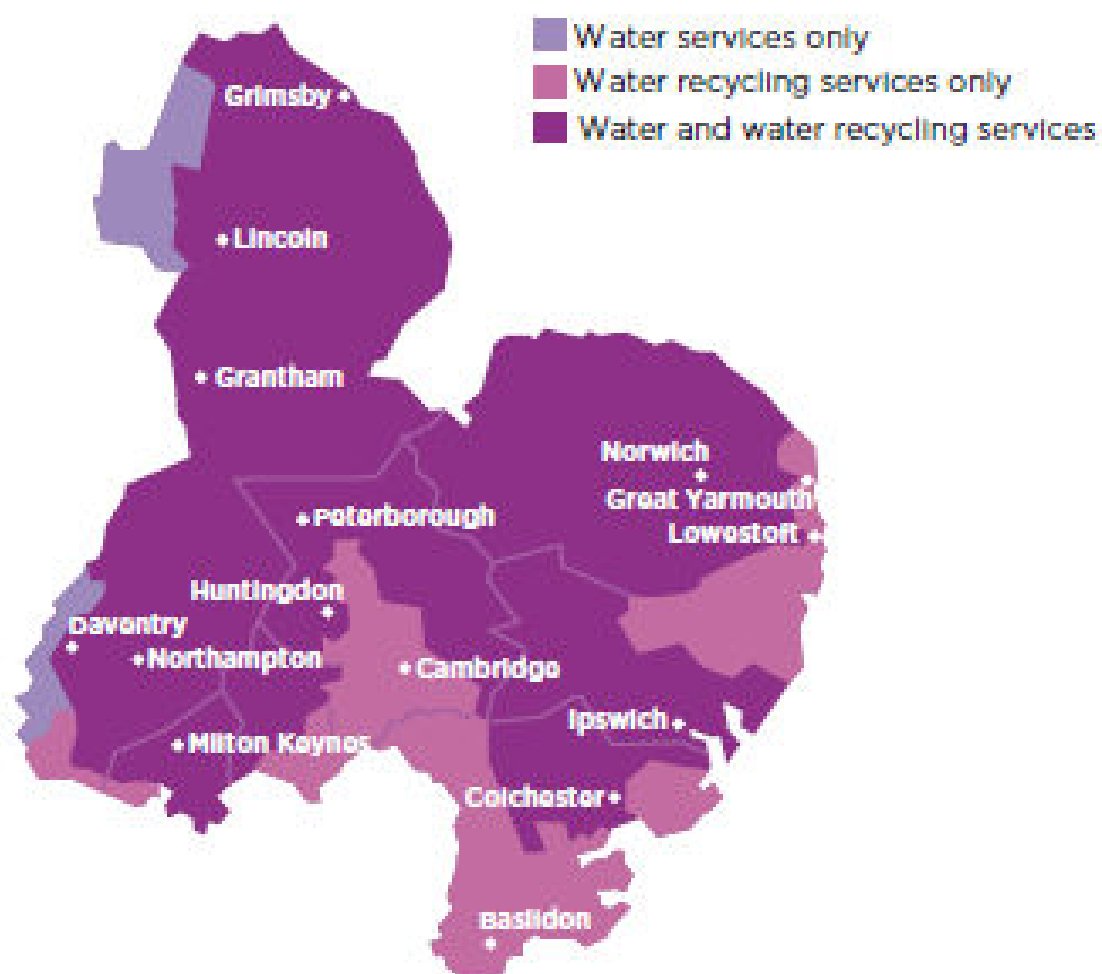 Water services only
Water recycling services only
Water and water recycling services
Grimsby
Lincoln
Grantham
Norwich
Great Yarmouth
Lowestoft
Peterborough
Huntingdon
Daventry
Northampton
Cambridge
Ipswich
Milton Keynes
Colchester
Basildon